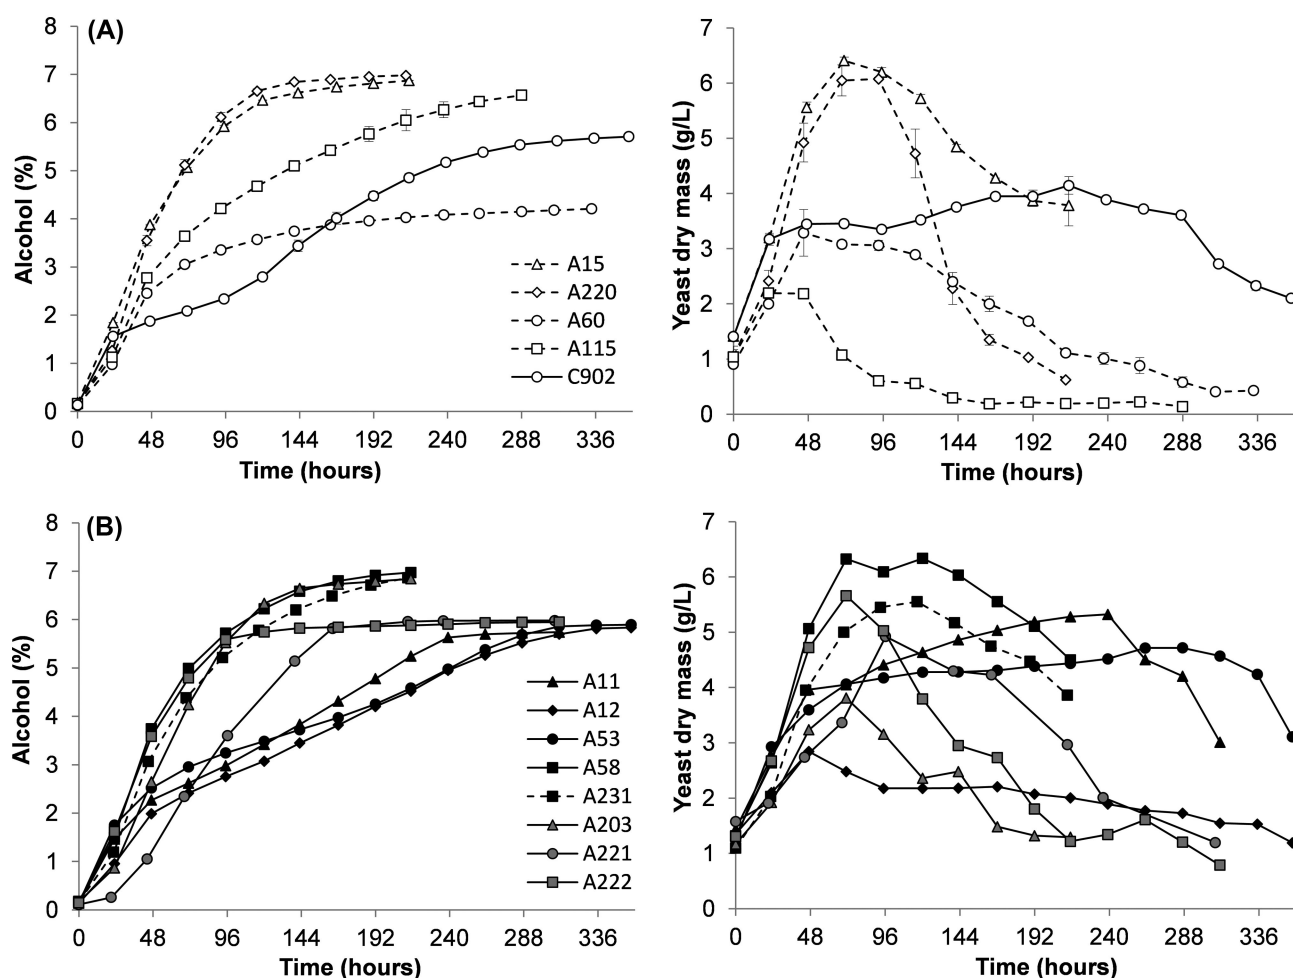 (A)
Alcohol (%)
8
7
6
5
4
3
2
1
0
0 48 96 144 192 240 288 336
Time (hours)
A15
A220
A60
A115
C902
Yeast dry mass (g/L)
7
6
5
4
3
2
1
0
0 48 96 144 192 240 288 336
Time (hours)
(B)
Alcohol (%)
8
7
6
5
4
3
2
1
0
0 48 96 144 192 240 288 336
Time (hours)
A11
A12
A53
A58
A231
A203
A221
A222
Yeast dry mass (g/L)
7
6
5
4
3
2
1
0
0 48 96 144 192 240 288 336
Time (hours)